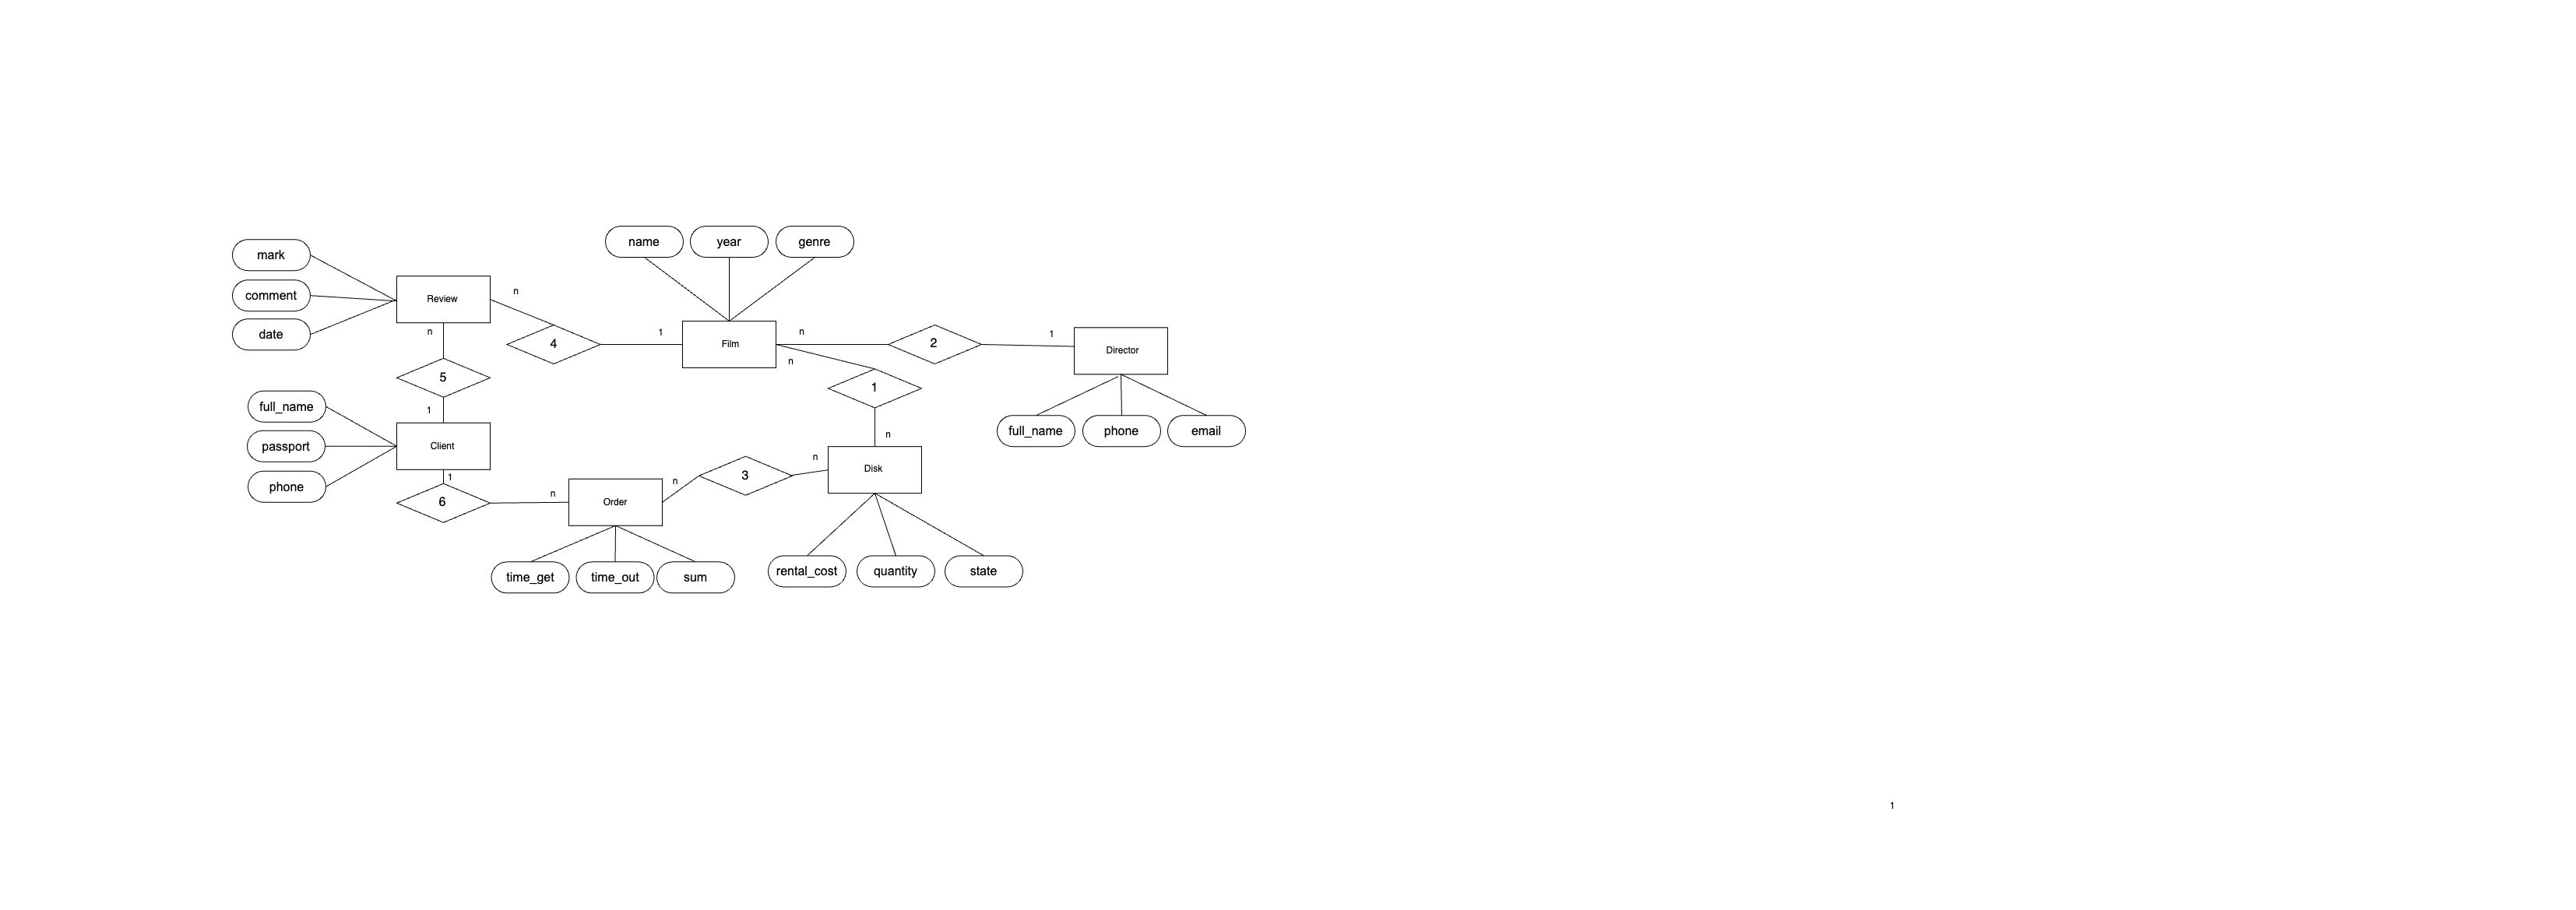 name
year
genre
mark
comment
date
Review
n
n
4
1
Film
n
n
2
1
Director
5
1
1
n
full_name
passport
phone
Client
full_name
phone
email
1
6
n
Order
n
3
n
Disk
time_get
time_out
sum
rental_cost
quantity
state
1